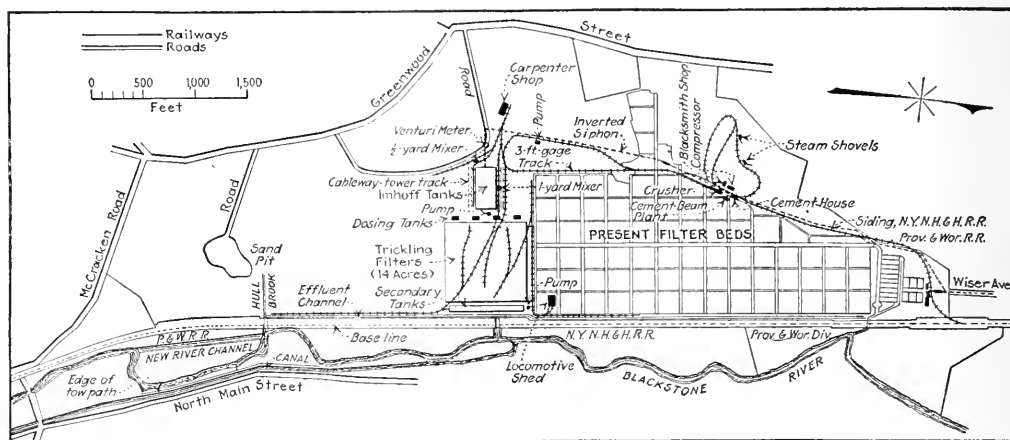 Railways
Roads
0 500 1,000 1,500
Feet
Street
Greenwood
Road
Carpenter
Shop
Pump
Inverted
Siphon
Blacksmith Shop
Compressor
Steam Shovels
Venturi Meter
½-yard Mixer
3-ft-gage
Track
Cableway-tower track
Imhoff Tanks
1-yard Mixer
Crusher
Cement-Beam
Plant
Cement House
Pump
Dosing Tanks
PRESENT FILTER BEDS
Siding, N.Y.N.H.& H.R.R.
Prov. & Wor. R.R.
McCracken Road
Road
Sand
Pit
Trickling
Filters
(14 Acres)
HULL
BROOK
Effluent
Channel
Secondary
Tanks
Pump
Wiser Ave
P.& W.R.R.
Base line
N.Y.N.H.& H.R.R.
Prov. & Wor. Div.
NEW RIVER CHANNEL
CANAL
Edge of
tow path
North Main Street
Locomotive
Shed
BLACKSTONE RIVER